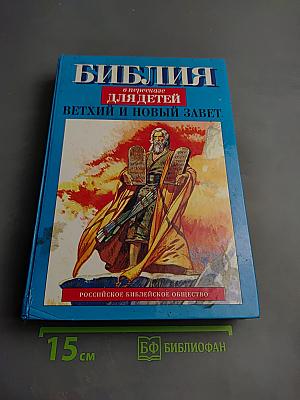 БИБЛИЯ
в пересказе
ДЛЯ ДЕТЕЙ
ВЕТХИЙ И НОВЫЙ ЗАВЕТ
РОССИЙСКОЕ БИБЛЕЙСКОЕ ОБЩЕСТВО
15 см
БФ БИБЛИОФАН